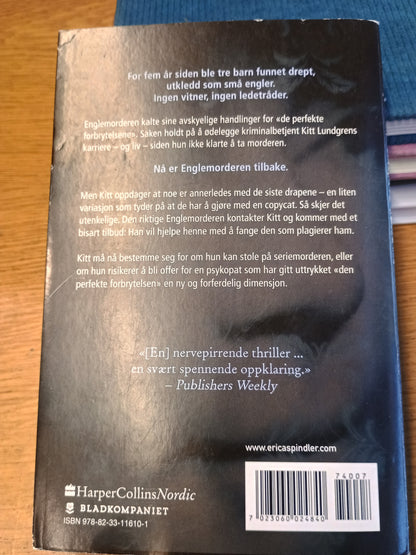 For fem år siden ble tre barn funnet drept,
utkledd som små engler.
Ingen vitner, ingen ledetråder.
Englemorderen kalte sine avskyelige handlinger for «de perfekte
forbrytelsene». Saken holdt på å ødelegge kriminalbetjent Kitt Lundgrens
karriere – og liv – siden hun ikke klarte å ta morderen.
Nå er Englemorderen tilbake.
Men Kitt oppdager at noe er annerledes med de siste drapene – en liten
variasjon som tyder på at de har å gjøre med en copycat. Så skjer det
utenkelige. Den riktige Englemorderen kontakter Kitt og kommer med et
bisart tilbud: Han vil hjelpe henne med å fange den som plagierer ham.
Kitt må nå bestemme seg for om hun kan stole på seriemorderen, eller
om hun risikerer å bli offer for en psykopat som har gitt uttrykket «den
perfekte forbrytelsen» en ny og forferdelig dimensjon.
«[En] nervepirrende thriller ...
en svært spennende oppklaring.»
– Publishers Weekly
www.ericaspindler.com
74007
HarperCollins Nordic
BLADKOMPANIET
ISBN 978-82-33-11610-1
7 023060 024840